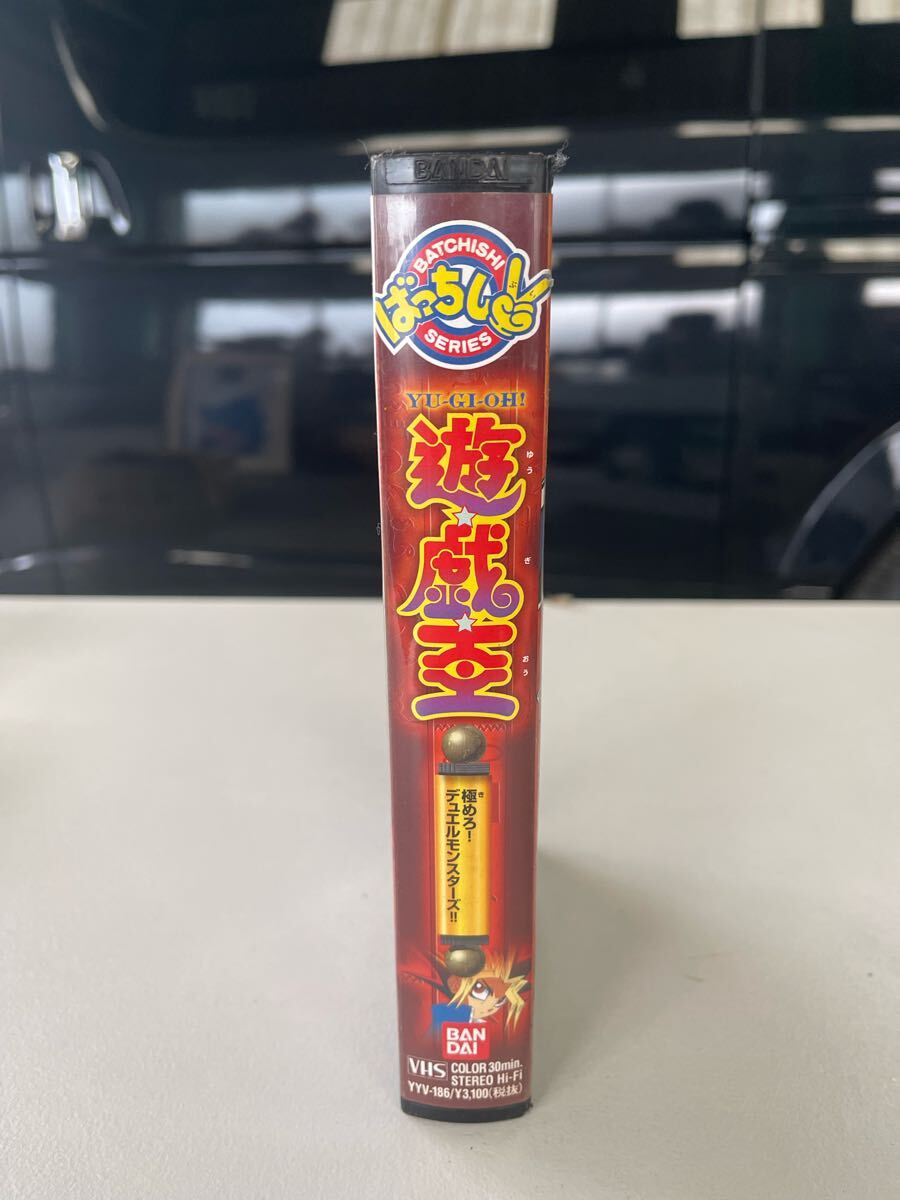 BANDAI
BATCHISHI
ばっちし
SERIES
YU-GI-OH!
遊戯王
ゆうぎおう
極めろ!
き
デュエルモンスターズ!!
BAN
DAI
VHS COLOR 30min.
STEREO Hi-Fi
YYV-186/¥3,100(税抜)